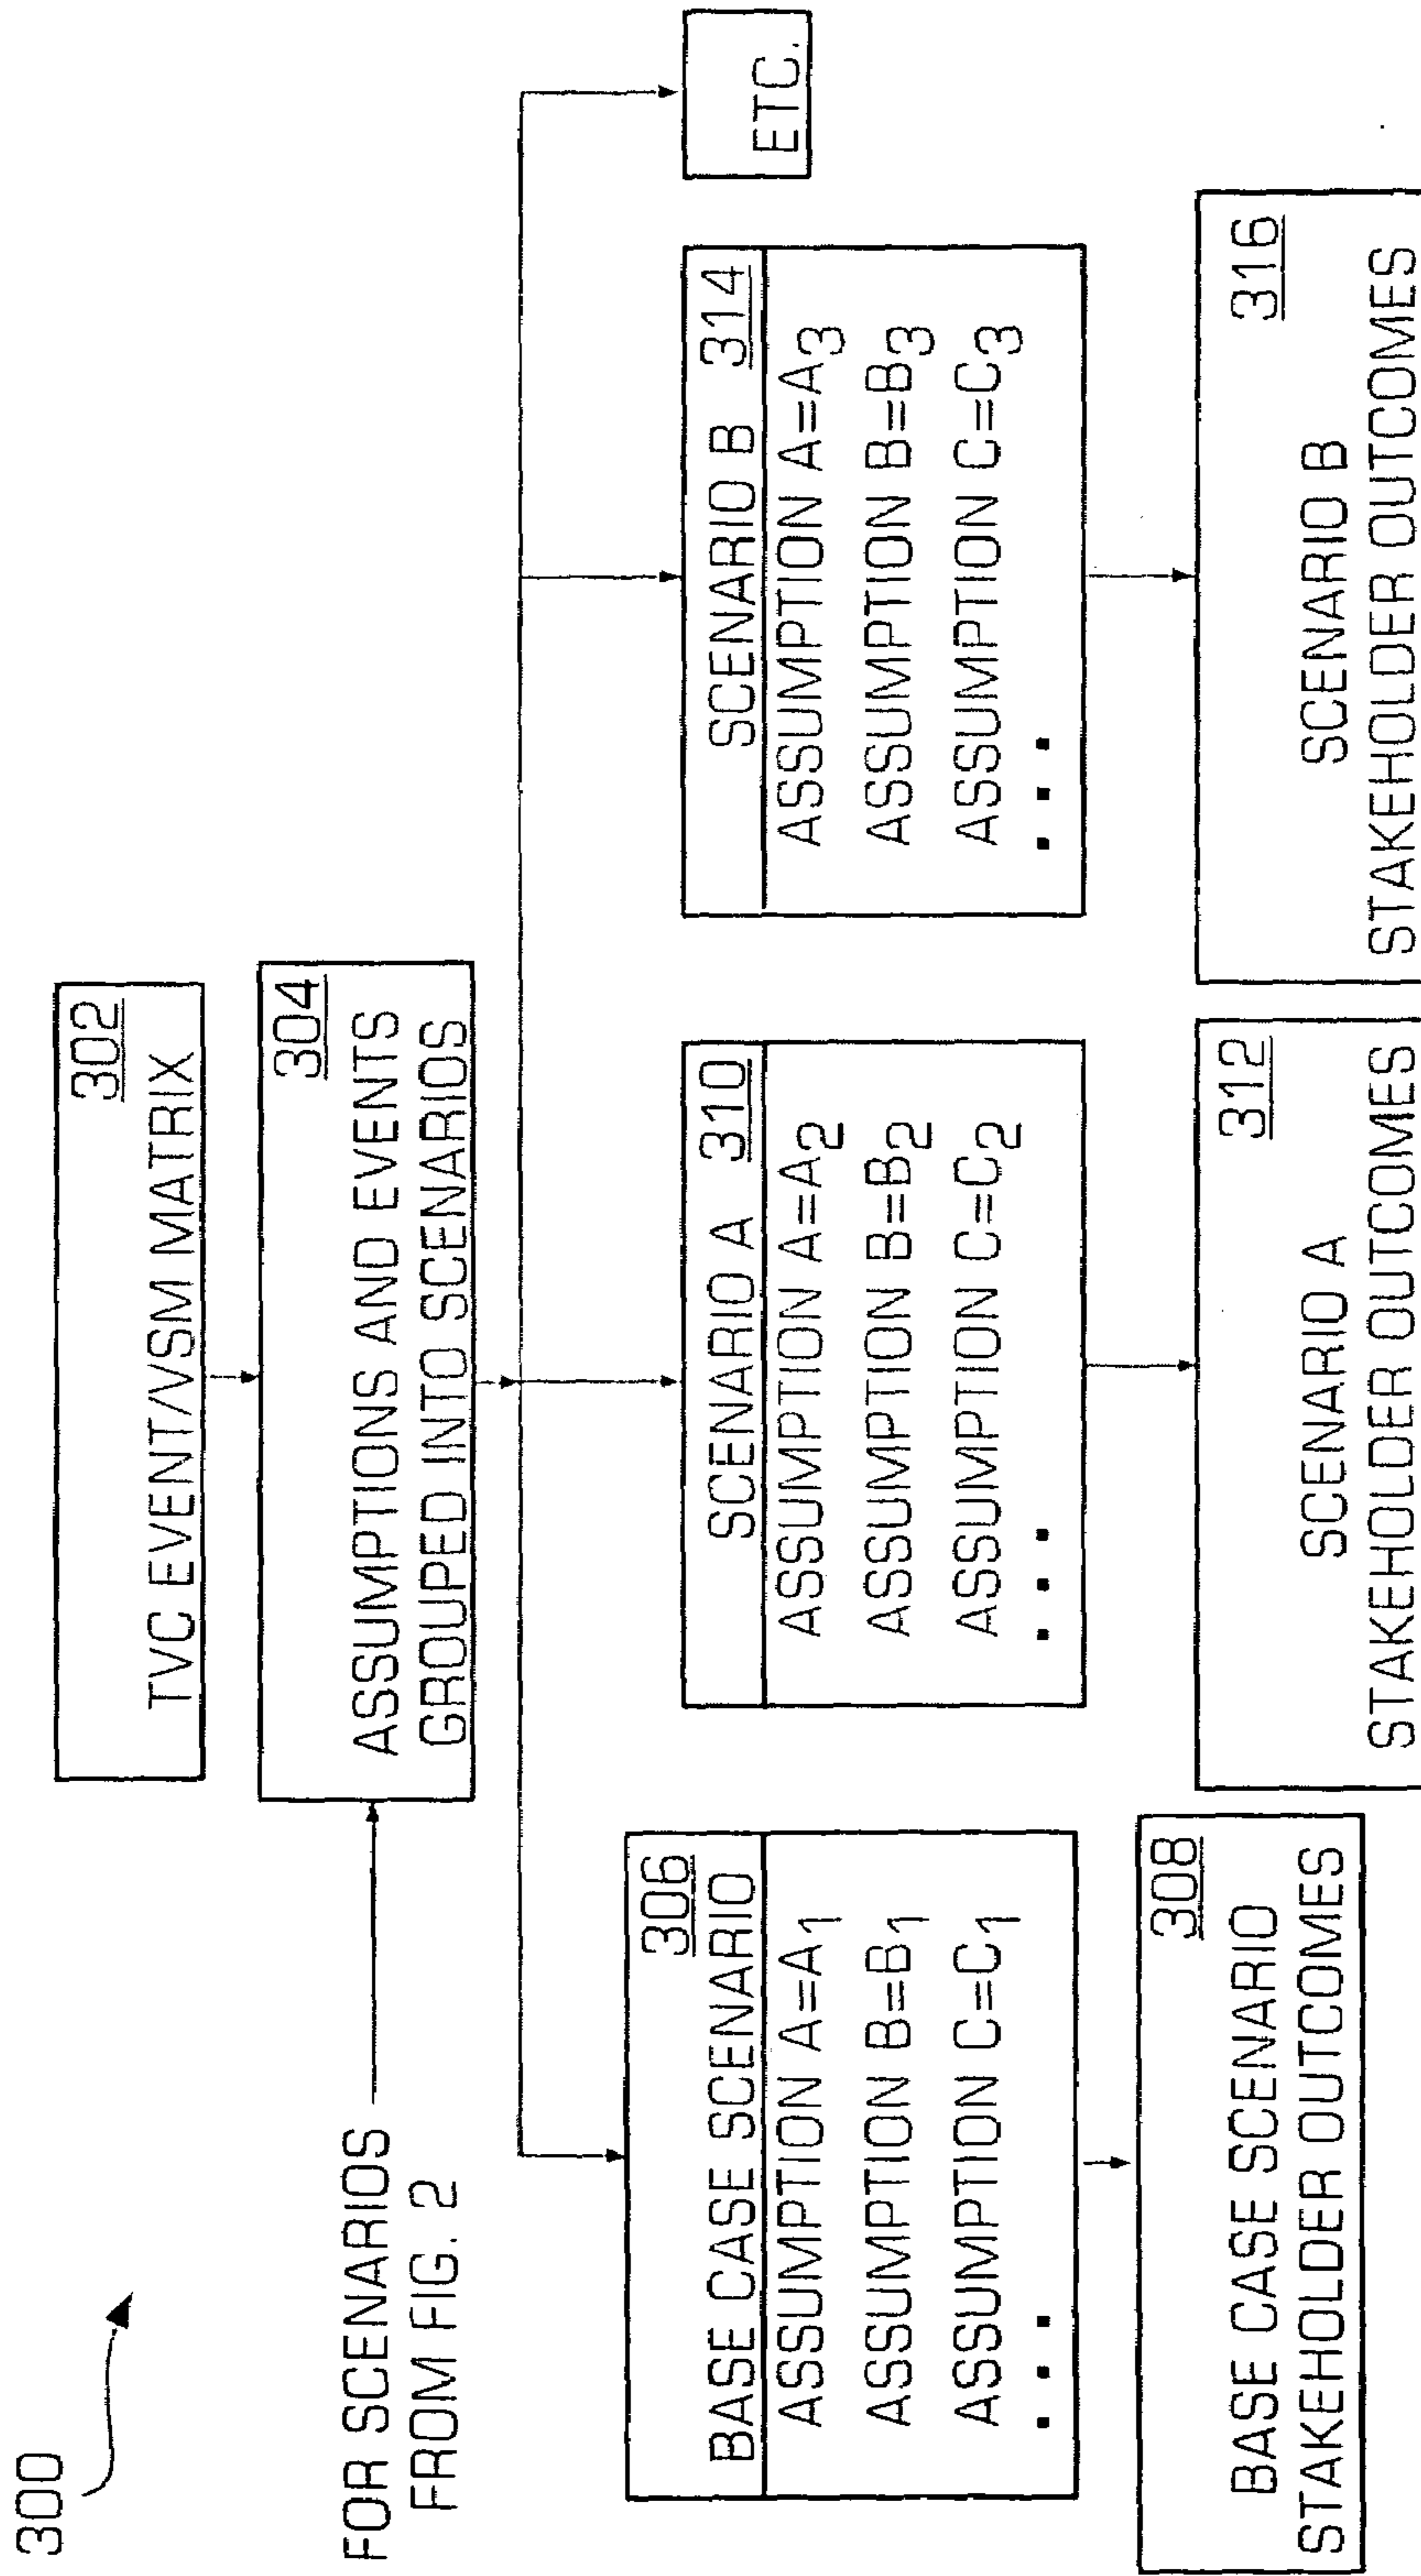 300
302
TVC EVENT/VSM MATRIX
FOR SCENARIOS
FROM FIG. 2
304
ASSUMPTIONS AND EVENTS
GROUPED INTO SCENARIOS
306
BASE CASE SCENARIO
ASSUMPTION A=A₁
ASSUMPTION B=B₁
ASSUMPTION C=C₁
...
SCENARIO A 310
ASSUMPTION A=A₂
ASSUMPTION B=B₂
ASSUMPTION C=C₂
...
SCENARIO B 314
ASSUMPTION A=A₃
ASSUMPTION B=B₃
ASSUMPTION C=C₃
...
ETC.
308
BASE CASE SCENARIO
STAKEHOLDER OUTCOMES
312
SCENARIO A
STAKEHOLDER OUTCOMES
316
SCENARIO B
STAKEHOLDER OUTCOMES